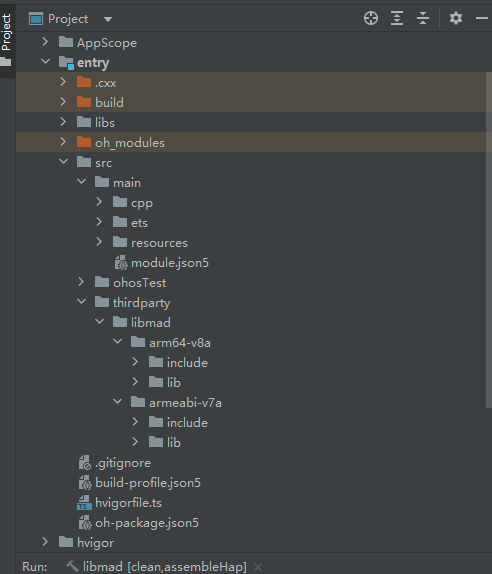 Project
Project
AppScope
entry
.cxx
build
libs
oh_modules
src
main
cpp
ets
resources
module.json5
ohosTest
thirdparty
libmad
arm64-v8a
include
lib
armeabi-v7a
include
lib
.gitignore
build-profile.json5
hvigorfile.ts
oh-package.json5
hvigor
Run: libmad [clean,assembleHap]